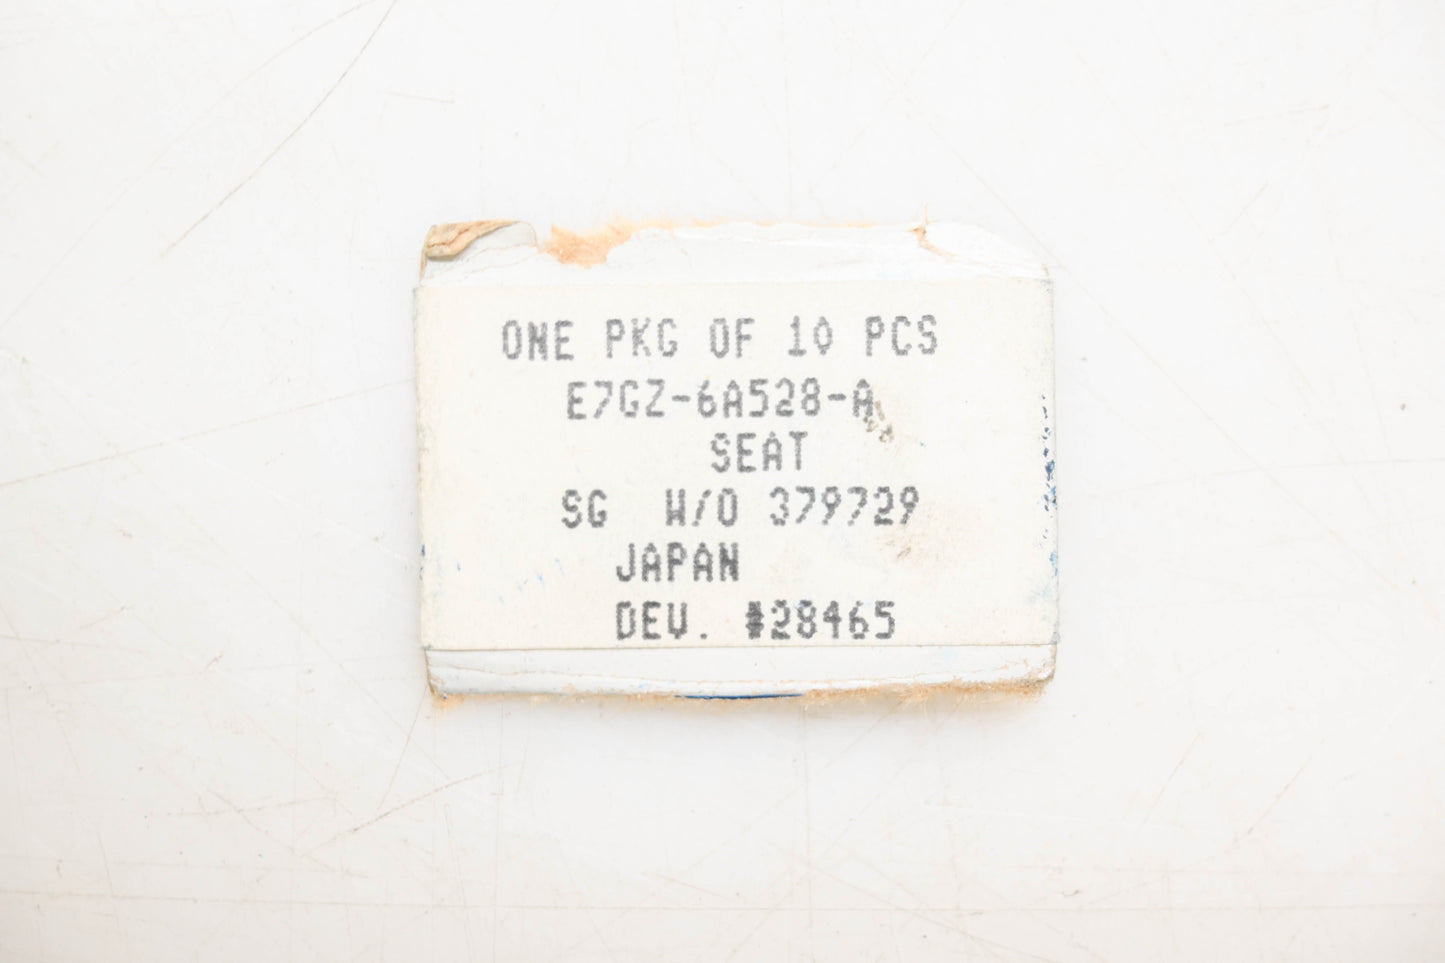 ONE PKG OF 10 PCS
E7GZ-6A528-A
SEAT
SG W/O 379729
JAPAN
DEV. #28465